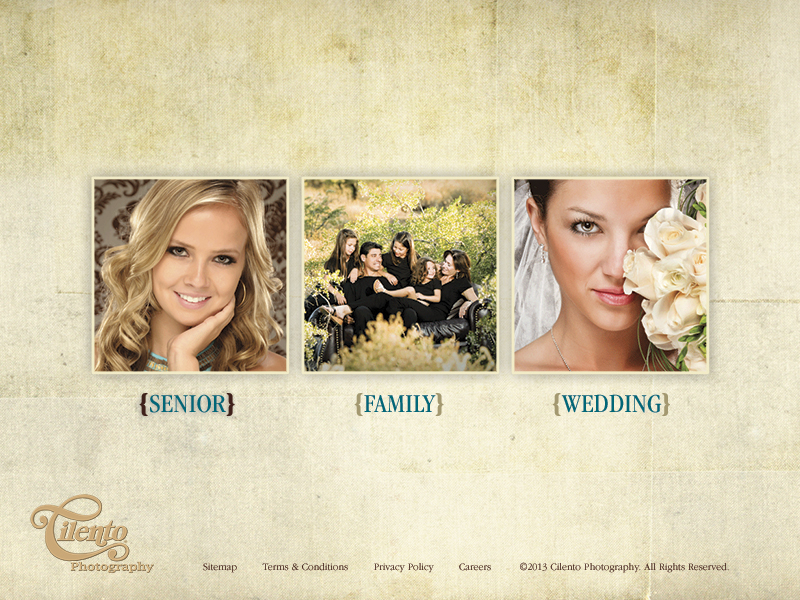 {SENIOR}
{FAMILY}
{WEDDING}
Cilento
Photography
Sitemap
Terms & Conditions
Privacy Policy
Careers
©2013 Cilento Photography. All Rights Reserved.